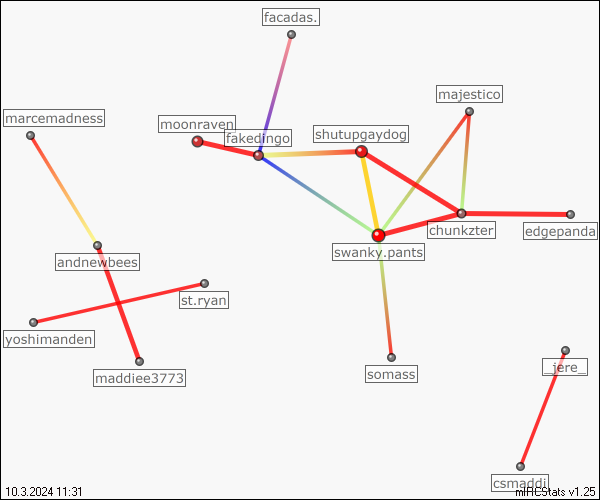 facadas.
majestico
marcemadness
moonraven
shutupgaydog
fakedingo
edgepanda
chunkzter
swanky.pants
andnewbees
st.ryan
yoshimanden
_jere_
somass
maddiee3773
csmaddi
10.3.2024 11:31
mIRCStats v1.25